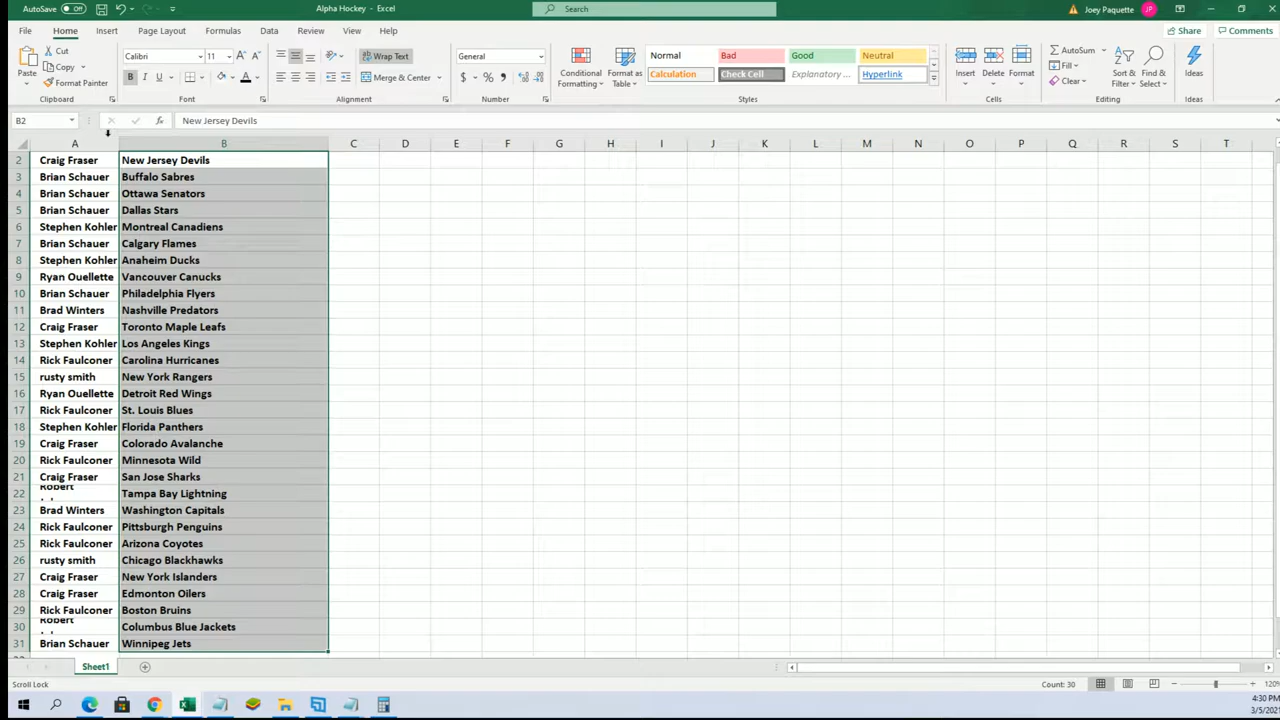 AutoSave Off Alpha Hockey - Excel Search Joey Paquette JP
File Home Insert Page Layout Formulas Data Review View Help Share Comments
Paste Cut Copy Format Painter Calibri 11 Wrap Text General Conditional Formatting Format as Table Normal Bad Good Neutral Insert Delete Format AutoSum Fill Clear Sort & Filter Find & Select Ideas
B I U Merge & Center $ % Calculation Check Cell Explanatory ... Hyperlink
Clipboard Font Alignment Number Styles Cells Editing Ideas
B2 fx New Jersey Devils
A B C D E F G H I J K L M N O P Q R S T
2 Craig Fraser New Jersey Devils
3 Brian Schauer Buffalo Sabres
4 Brian Schauer Ottawa Senators
5 Brian Schauer Dallas Stars
6 Stephen Kohler Montreal Canadiens
7 Brian Schauer Calgary Flames
8 Stephen Kohler Anaheim Ducks
9 Ryan Ouellette Vancouver Canucks
10 Brian Schauer Philadelphia Flyers
11 Brad Winters Nashville Predators
12 Craig Fraser Toronto Maple Leafs
13 Stephen Kohler Los Angeles Kings
14 Rick Faulconer Carolina Hurricanes
15 rusty smith New York Rangers
16 Ryan Ouellette Detroit Red Wings
17 Rick Faulconer St. Louis Blues
18 Stephen Kohler Florida Panthers
19 Craig Fraser Colorado Avalanche
20 Rick Faulconer Minnesota Wild
21 Craig Fraser San Jose Sharks
22 Robert Tampa Bay Lightning
23 Brad Winters Washington Capitals
24 Rick Faulconer Pittsburgh Penguins
25 Rick Faulconer Arizona Coyotes
26 rusty smith Chicago Blackhawks
27 Craig Fraser New York Islanders
28 Craig Fraser Edmonton Oilers
29 Rick Faulconer Boston Bruins
30 Robert Columbus Blue Jackets
31 Brian Schauer Winnipeg Jets
Sheet1
Scroll Lock Count: 30 120%
4:30 PM